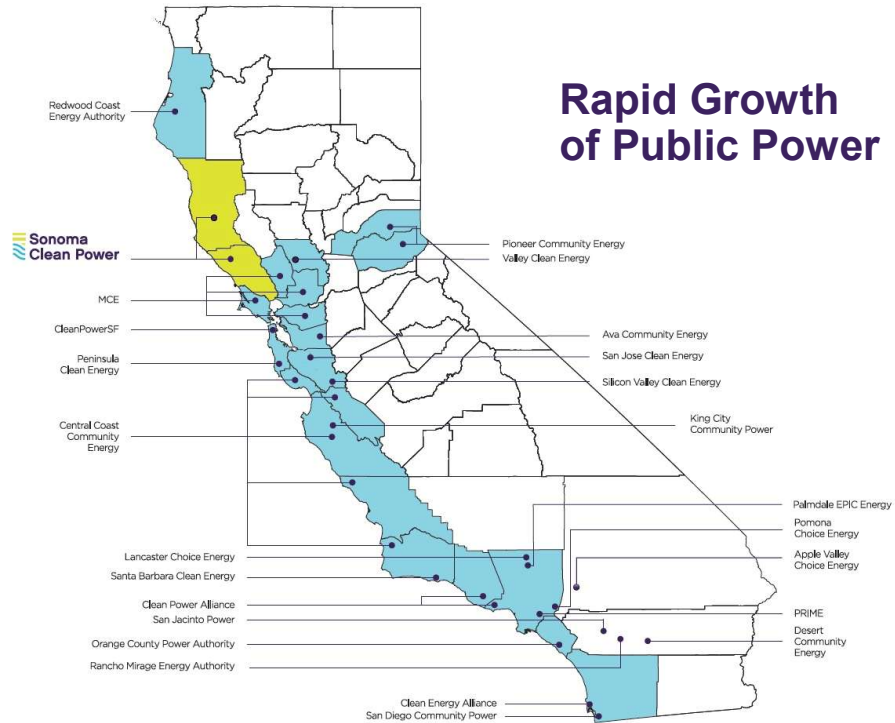 Rapid Growth
of Public Power
Redwood Coast
Energy Authority
Sonoma
Clean Power
MCE
CleanPowerSF
Peninsula
Clean Energy
Central Coast
Community
Energy
Lancaster Choice Energy
Santa Barbara Clean Energy
Clean Power Alliance
San Jacinto Power
Orange County Power Authority
Rancho Mirage Energy Authority
Clean Energy Alliance
San Diego Community Power
Pioneer Community Energy
Valley Clean Energy
Ava Community Energy
San Jose Clean Energy
Silicon Valley Clean Energy
King City
Community Power
Palmdale EPIC Energy
Pomona
Choice Energy
Apple Valley
Choice Energy
PRIME
Desert
Community
Energy